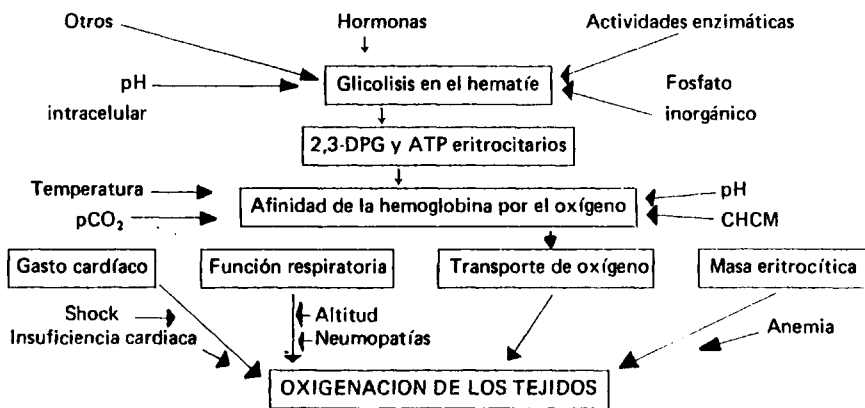 Otros
Hormonas
Actividades enzimáticas
pH
intracelular
Glicolisis en el hematíe
Fosfato
inorgánico
2,3-DPG y ATP eritrocitarios
Temperatura
pCO₂
Afinidad de la hemoglobina por el oxígeno
pH
CHCM
Gasto cardíaco
Función respiratoria
Transporte de oxígeno
Masa eritrocítica
Shock
Insuficiencia cardiaca
Altitud
Neumopatías
Anemia
OXIGENACION DE LOS TEJIDOS